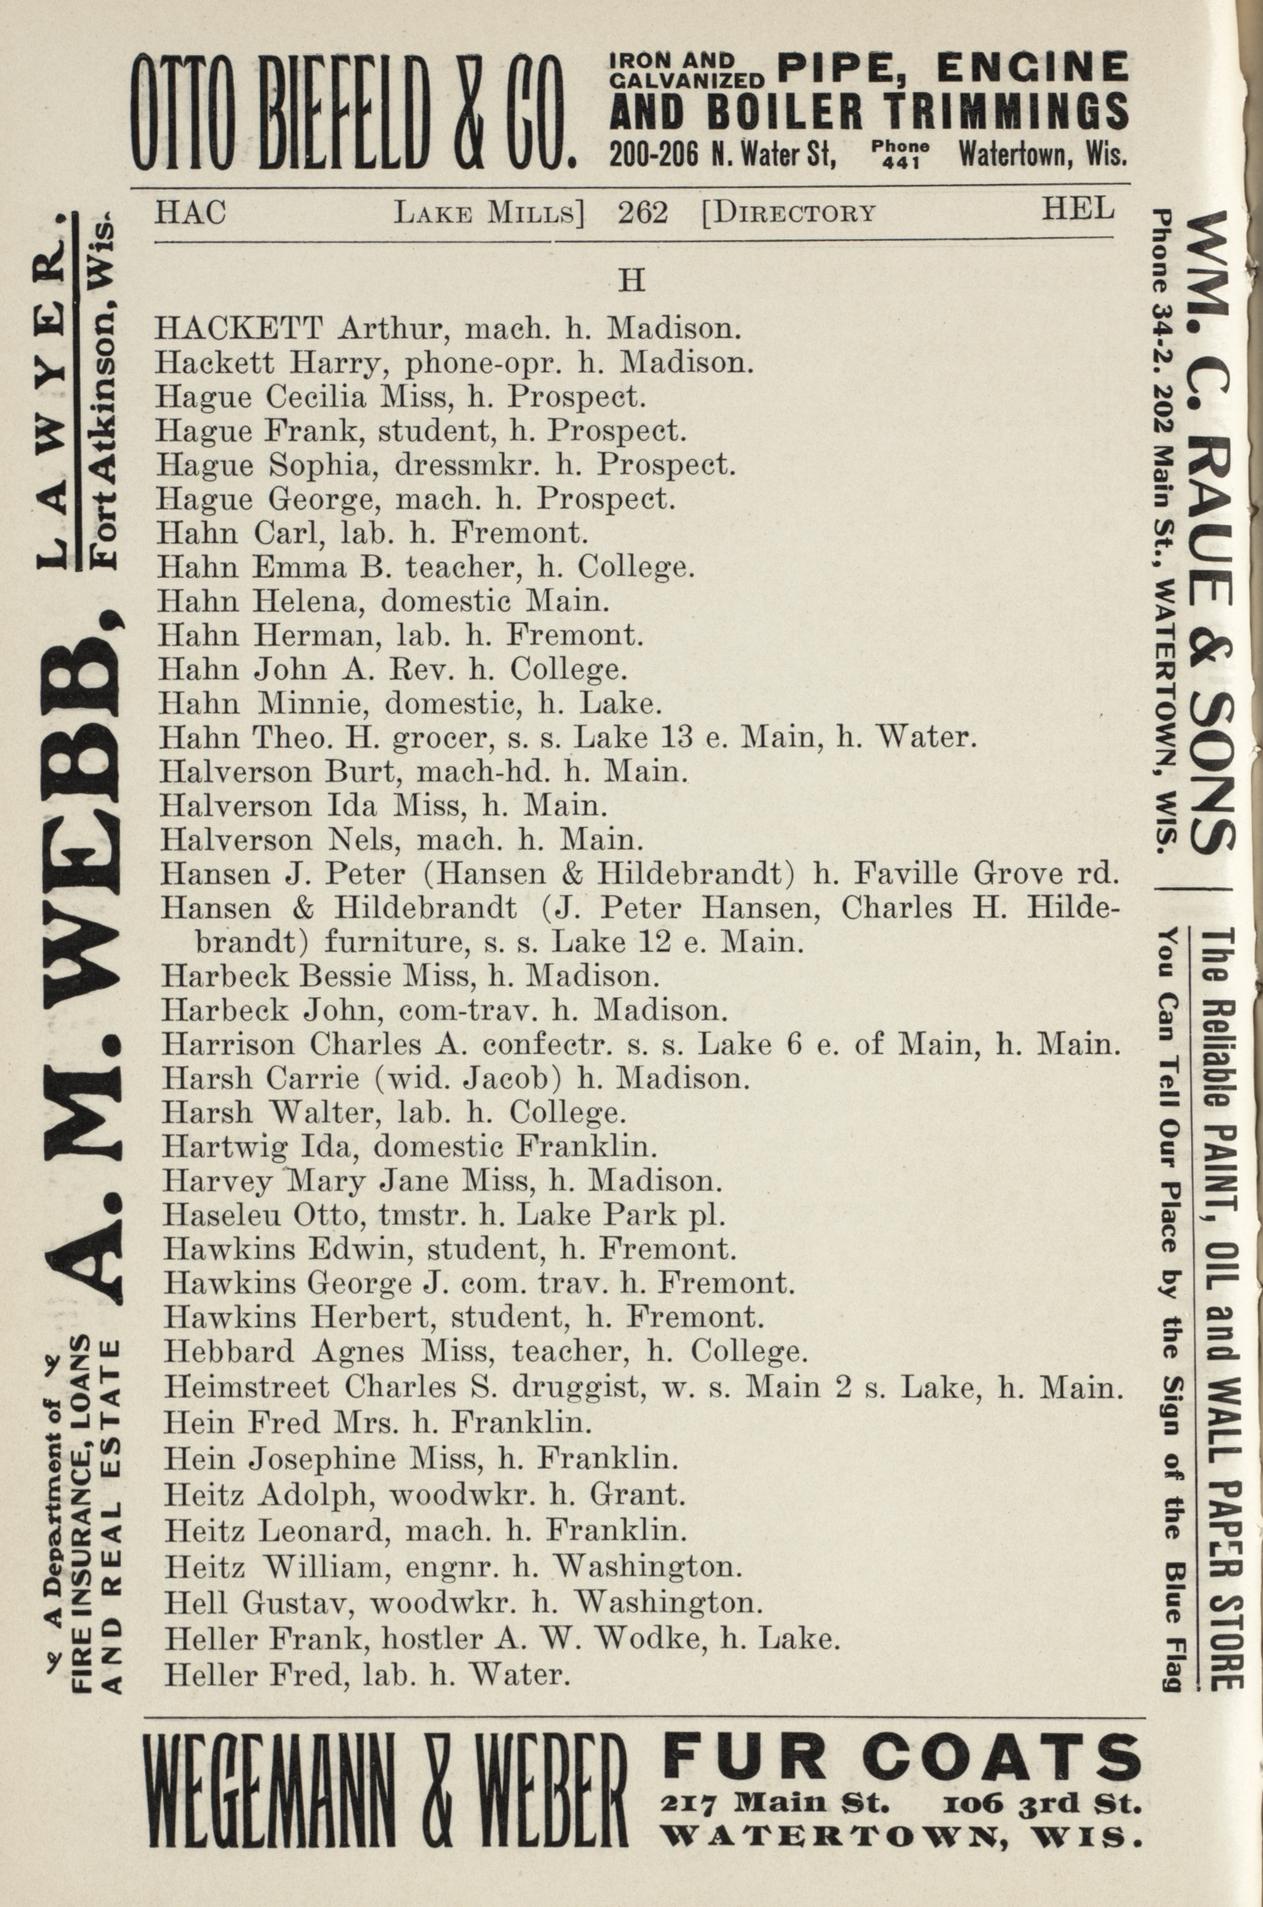 OTTO BIEFELD & CO.
IRON AND GALVANIZED PIPE, ENGINE
AND BOILER TRIMMINGS
200-206 N. Water St, Phone 441 Watertown, Wis.
HAC LAKE MILLS] 262 [DIRECTORY HEL
H
HACKETT Arthur, mach. h. Madison.
Hackett Harry, phone-opr. h. Madison.
Hague Cecilia Miss, h. Prospect.
Hague Frank, student, h. Prospect.
Hague Sophia, dressmkr. h. Prospect.
Hague George, mach. h. Prospect.
Hahn Carl, lab. h. Fremont.
Hahn Emma B. teacher, h. College.
Hahn Helena, domestic Main.
Hahn Herman, lab. h. Fremont.
Hahn John A. Rev. h. College.
Hahn Minnie, domestic, h. Lake.
Hahn Theo. H. grocer, s. s. Lake 13 e. Main, h. Water.
Halverson Burt, mach-hd. h. Main.
Halverson Ida Miss, h. Main.
Halverson Nels, mach. h. Main.
Hansen J. Peter (Hansen & Hildebrandt) h. Faville Grove rd.
Hansen & Hildebrandt (J. Peter Hansen, Charles H. Hilde-
brandt) furniture, s. s. Lake 12 e. Main.
Harbeck Bessie Miss, h. Madison.
Harbeck John, com-trav. h. Madison.
Harrison Charles A. confectr. s. s. Lake 6 e. of Main, h. Main.
Harsh Carrie (wid. Jacob) h. Madison.
Harsh Walter, lab. h. College.
Hartwig Ida, domestic Franklin.
Harvey Mary Jane Miss, h. Madison.
Haseleu Otto, tmstr. h. Lake Park pl.
Hawkins Edwin, student, h. Fremont.
Hawkins George J. com. trav. h. Fremont.
Hawkins Herbert, student, h. Fremont.
Hebbard Agnes Miss, teacher, h. College.
Heimstreet Charles S. druggist, w. s. Main 2 s. Lake, h. Main.
Hein Fred Mrs. h. Franklin.
Hein Josephine Miss, h. Franklin.
Heitz Adolph, woodwkr. h. Grant.
Heitz Leonard, mach. h. Franklin.
Heitz William, engnr. h. Washington.
Hell Gustav, woodwkr. h. Washington.
Heller Frank, hostler A. W. Wodke, h. Lake.
Heller Fred, lab. h. Water.
A Department of
FIRE INSURANCE, LOANS
AND REAL ESTATE
A. M. WEBB,
LAWYER.
Fort Atkinson, Wis.
WM. C. RAUE & SONS
Phone 34-2. 202 Main St., WATERTOWN, WIS.
The Reliable PAINT, OIL and WALL PAPER STORE
You Can Tell Our Place by the Sign of the Blue Flag
WEGEMANN & WEBER
FUR COATS
217 Main St. 106 3rd St.
WATERTOWN, WIS.